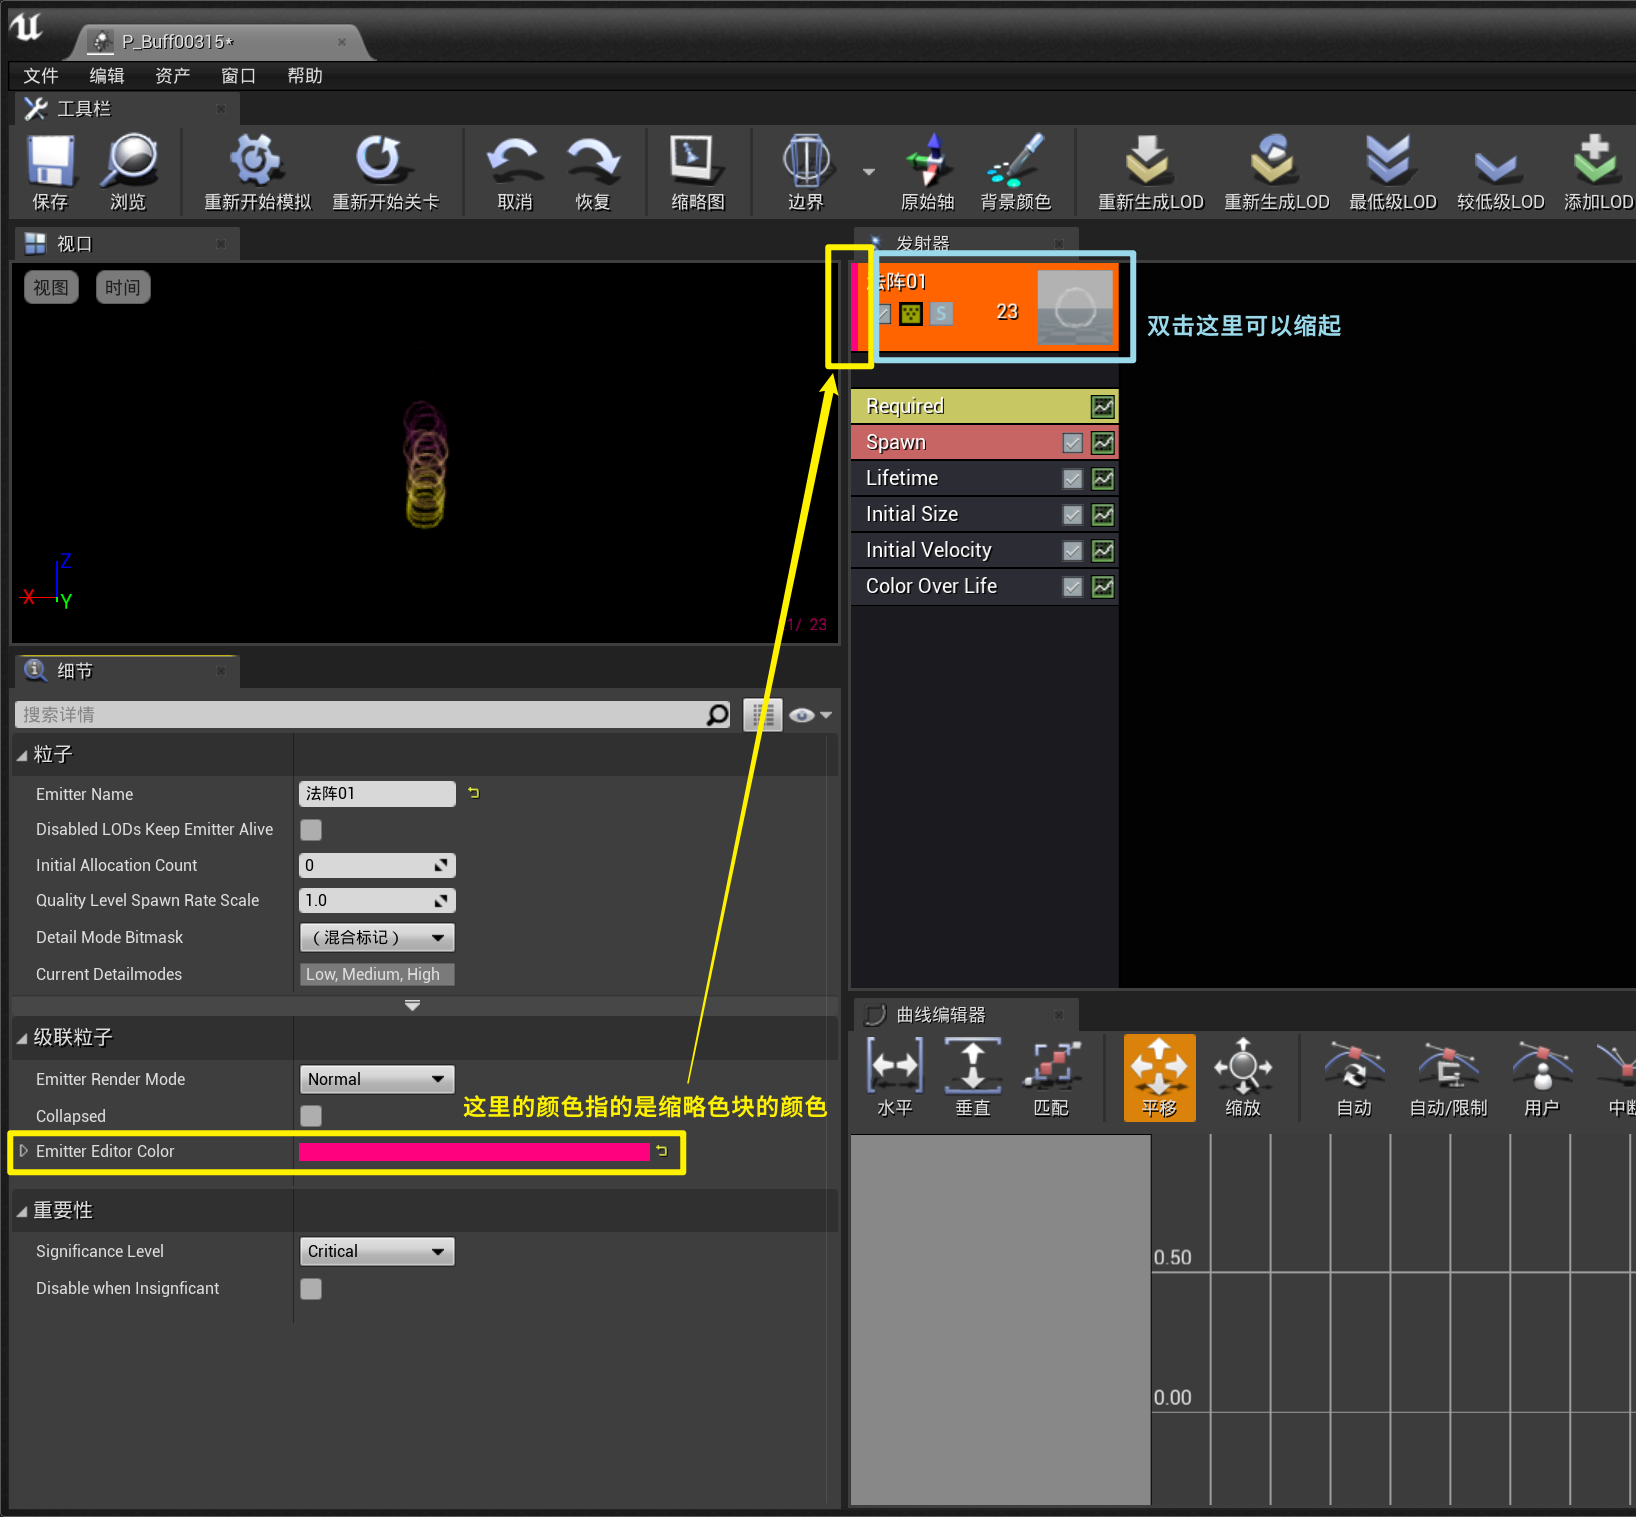 P_Buff00315*
文件 编辑 资产 窗口 帮助
工具栏
保存 浏览 重新开始模拟 重新开始关卡 取消 恢复 缩略图 边界 原始轴 背景颜色 重新生成LOD 重新生成LOD 最低级LOD 较低级LOD 添加LOD
视口
视图 时间
Z
X
Y
1/ 23
发射器
法阵01
S
23
双击这里可以缩起
Required
Spawn
Lifetime
Initial Size
Initial Velocity
Color Over Life
细节
搜索详情
粒子
Emitter Name 法阵01
Disabled LODs Keep Emitter Alive
Initial Allocation Count 0
Quality Level Spawn Rate Scale 1.0
Detail Mode Bitmask （混合标记）
Current Detailmodes Low, Medium, High
级联粒子
Emitter Render Mode Normal
Collapsed
这里的颜色指的是缩略色块的颜色
Emitter Editor Color
重要性
Significance Level Critical
Disable when Insignficant
曲线编辑器
水平 垂直 匹配 平移 缩放 自动 自动/限制 用户 中断
0.50
0.00